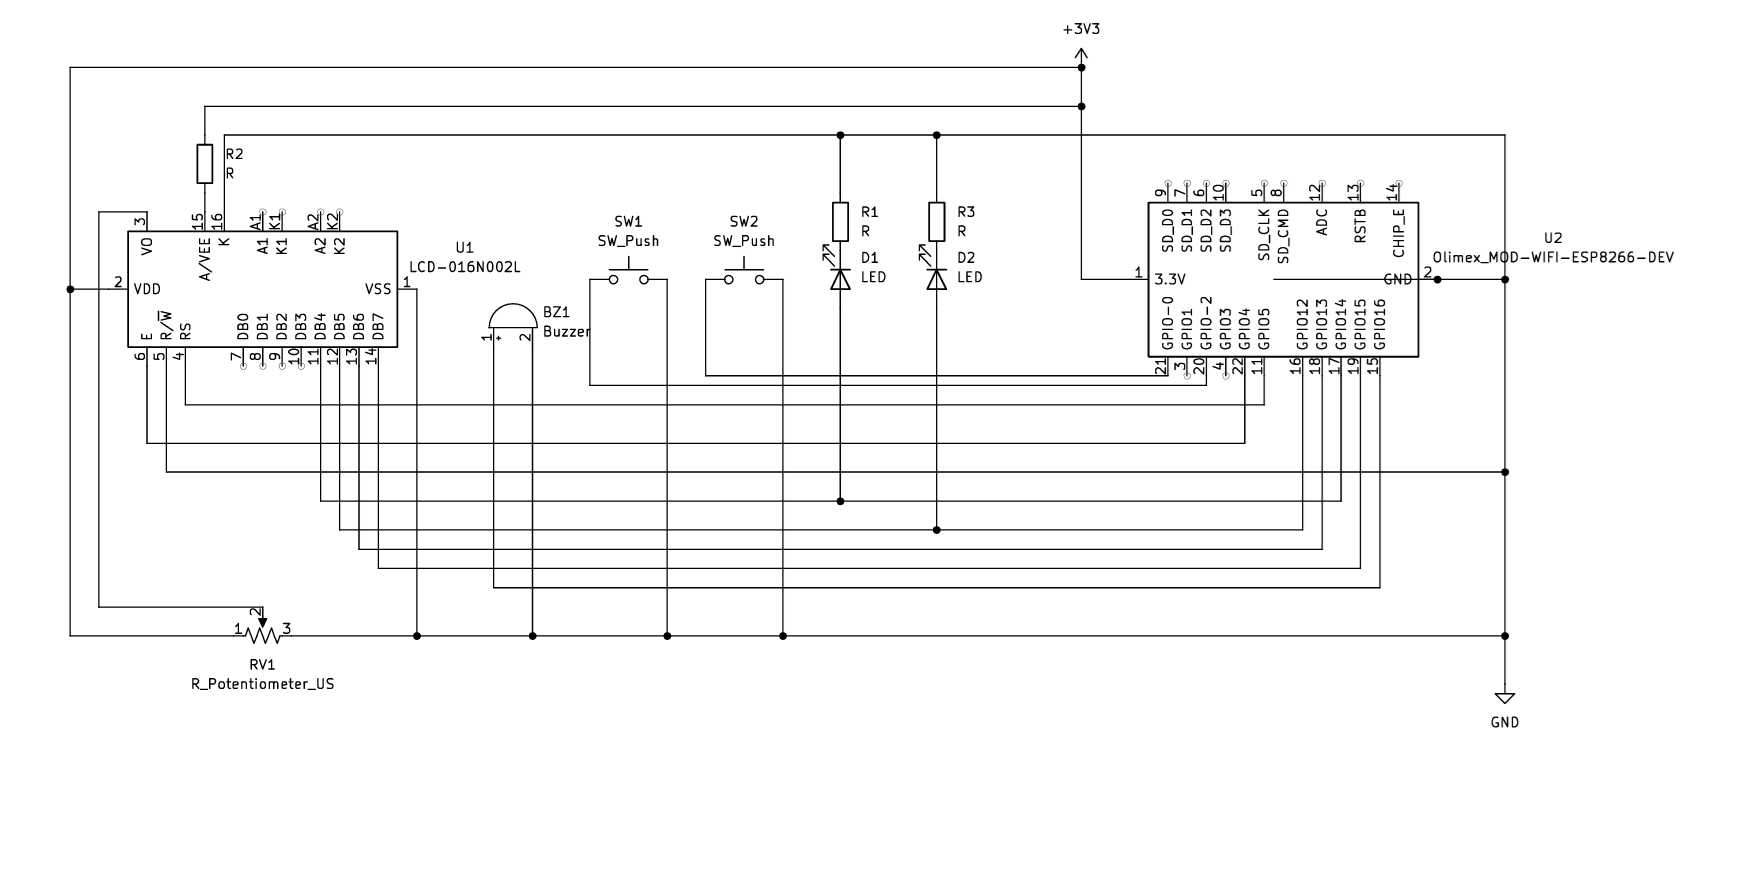 +3V3
R2
R
3
15
16
A1
K1
A2
K2
VO
A/VEE
K
A1
K1
A2
K2
U1
LCD-016N002L
2
VDD
VSS
1
E
R/W
RS
DB0
DB1
DB2
DB3
DB4
DB5
DB6
DB7
6
5
4
7
8
9
10
11
12
13
14
BZ1
Buzzer
1
+
2
SW1
SW_Push
SW2
SW_Push
R1
R
D1
LED
R3
R
D2
LED
9
7
6
10
5
8
12
13
14
SD_D0
SD_D1
SD_D2
SD_D3
SD_CLK
SD_CMD
ADC
RSTB
CHIP_E
U2
Olimex_MOD-WIFI-ESP8266-DEV
1
3.3V
GND
2
GPIO-0
GPIO1
GPIO-2
GPIO3
GPIO4
GPIO5
GPIO12
GPIO13
GPIO14
GPIO15
GPIO16
21
3
20
4
22
11
16
18
17
19
15
2
1
3
RV1
R_Potentiometer_US
GND